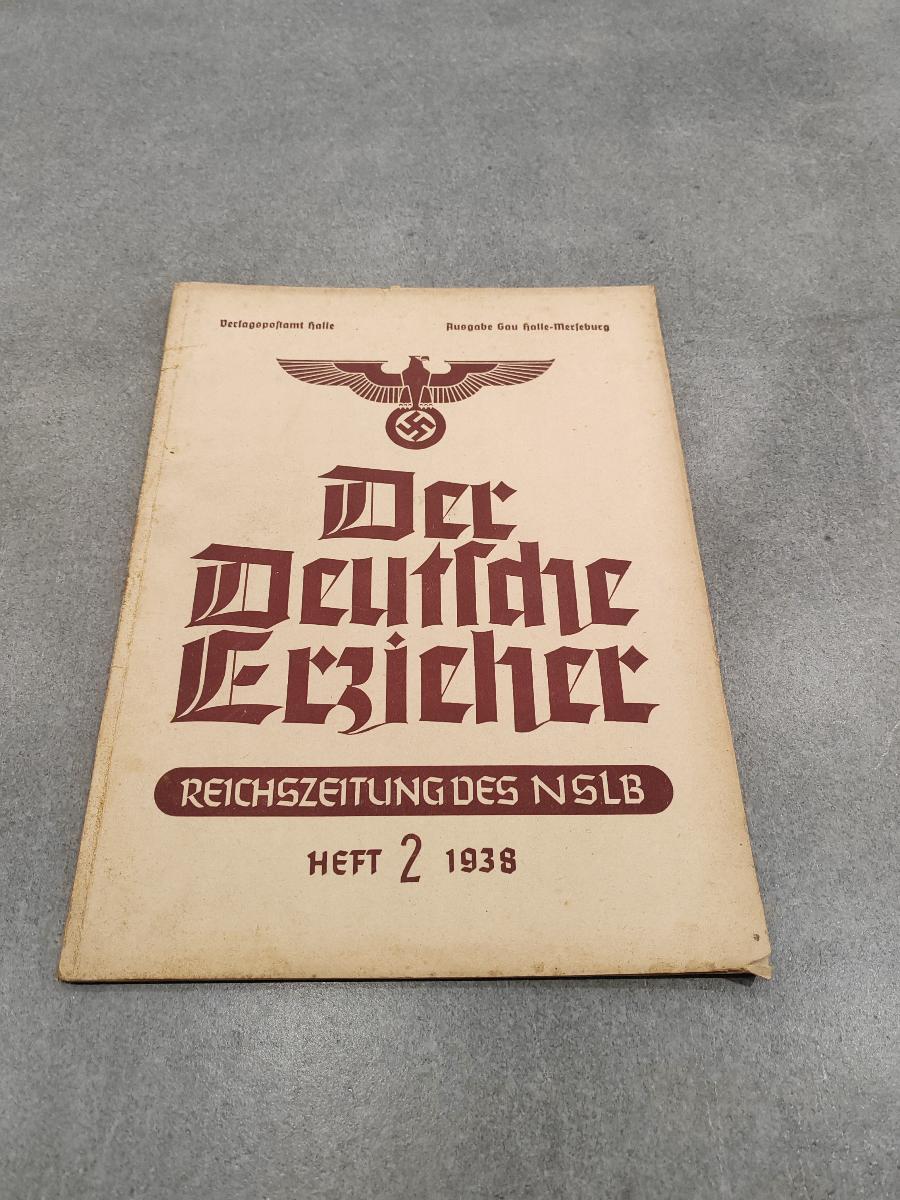 Verlagspostamt Halle
Ausgabe Gau Halle-Merseburg
Der
Deutsche
Erzieher
REICHSZEITUNG DES NSLB
HEFT 2 1938